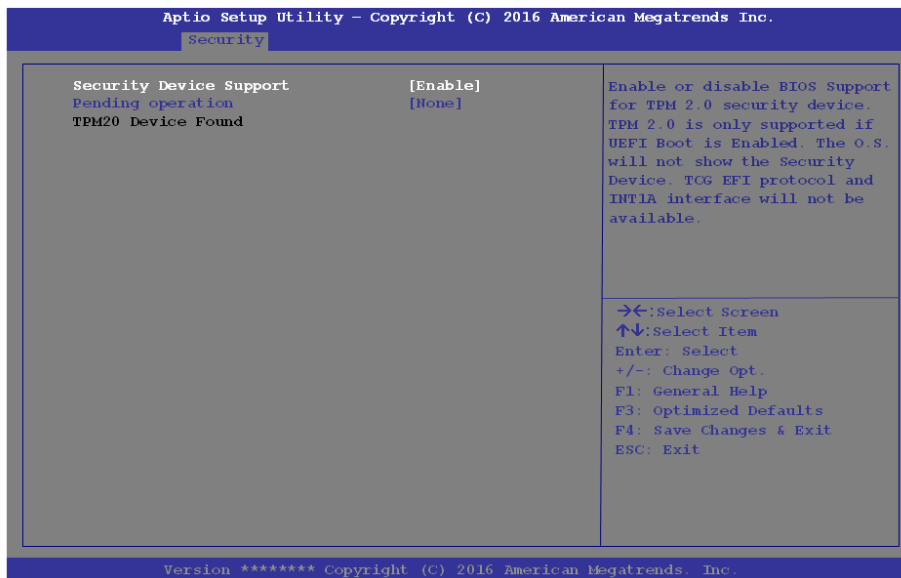 Aptio Setup Utility – Copyright (C) 2016 American Megatrends Inc.
Security
Security Device Support [Enable]
Pending operation [None]
TPM20 Device Found
Enable or disable BIOS Support
for TPM 2.0 security device.
TPM 2.0 is only supported if
UEFI Boot is Enabled. The O.S.
will not show the Security
Device. TCG EFI protocol and
INT1A interface will not be
available.
→←:Select Screen
↑↓:Select Item
Enter: Select
+/-: Change Opt.
F1: General Help
F3: Optimized Defaults
F4: Save Changes & Exit
ESC: Exit
Version ******** Copyright (C) 2016 American Megatrends. Inc.